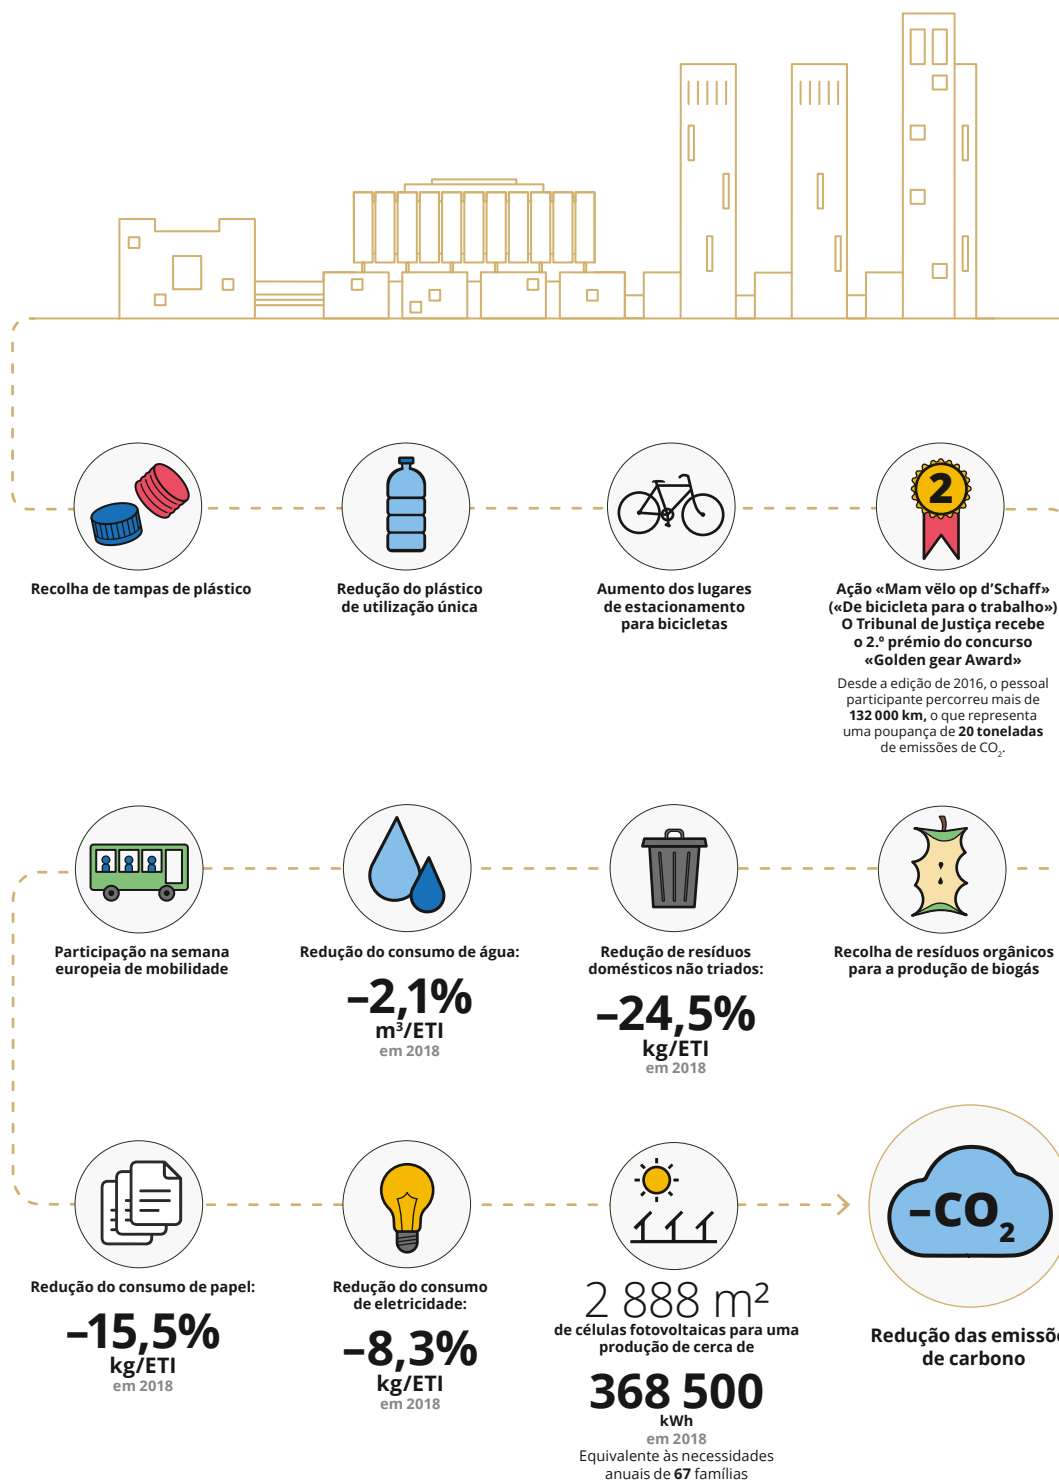 2
Recolha de tampas de plástico
Redução do plástico
de utilização única
Aumento dos lugares
de estacionamento
para bicicletas
Ação «Mam vëlo op d’Schaff»
(«De bicicleta para o trabalho»)
O Tribunal de Justiça recebe
o 2.º prémio do concurso
«Golden gear Award»
Desde a edição de 2016, o pessoal
participante percorreu mais de
132 000 km, o que representa
uma poupança de 20 toneladas
de emissões de CO₂.
Participação na semana
europeia de mobilidade
Redução do consumo de água:
–2,1%
m³/ETI
em 2018
Redução de resíduos
domésticos não triados:
–24,5%
kg/ETI
em 2018
Recolha de resíduos orgânicos
para a produção de biogás
Redução do consumo de papel:
–15,5%
kg/ETI
em 2018
Redução do consumo
de eletricidade:
–8,3%
kg/ETI
em 2018
2 888 m²
de células fotovoltaicas para uma
produção de cerca de
368 500
kWh
em 2018
Equivalente às necessidades
anuais de 67 famílias
–CO₂
Redução das emissõ
de carbono